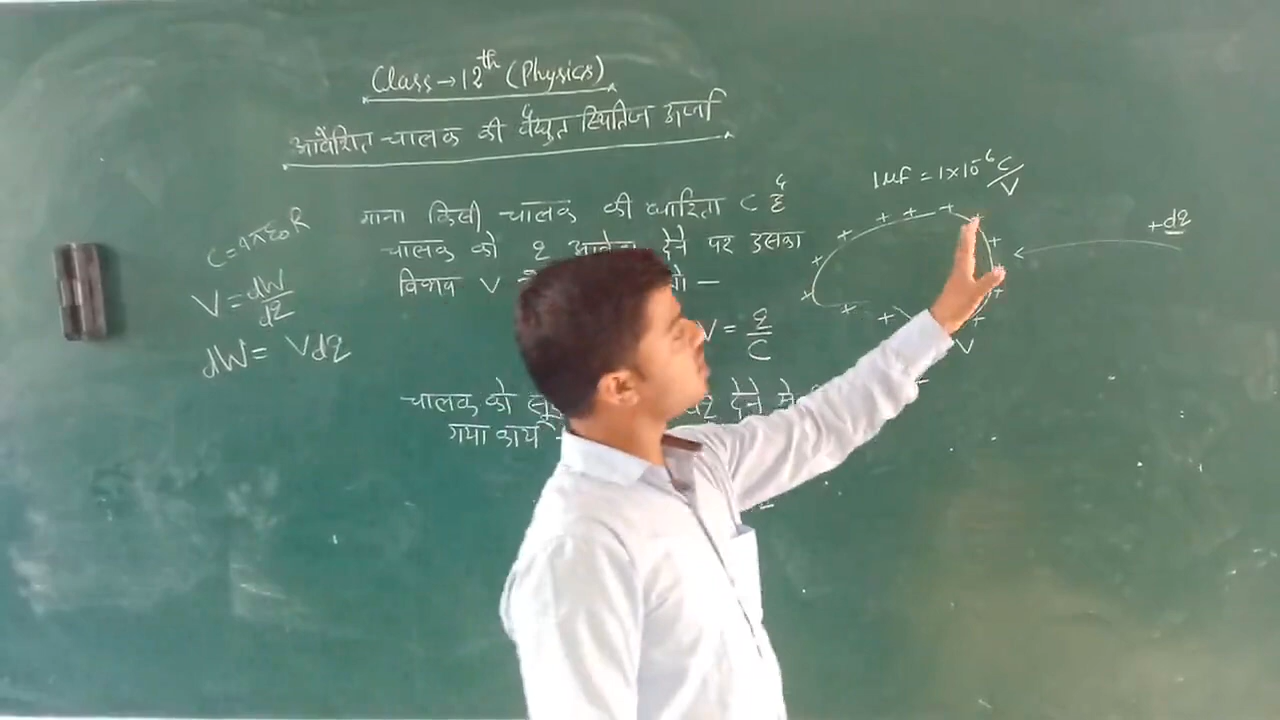 Class→12th (Physics)
आवेशित चालक की वैद्युत स्थितिज ऊर्जा
1μf = 1×10⁻⁶ C/V
C=4πε₀R
V = dW/dq
dW = Vdq
माना किसी चालक की धारिता C है
चालक को q देने पर उसका
विभव V
V = q/C
चालक को देने में
गया कार्य
+ + + + + + + + + + + + +
V
+dq